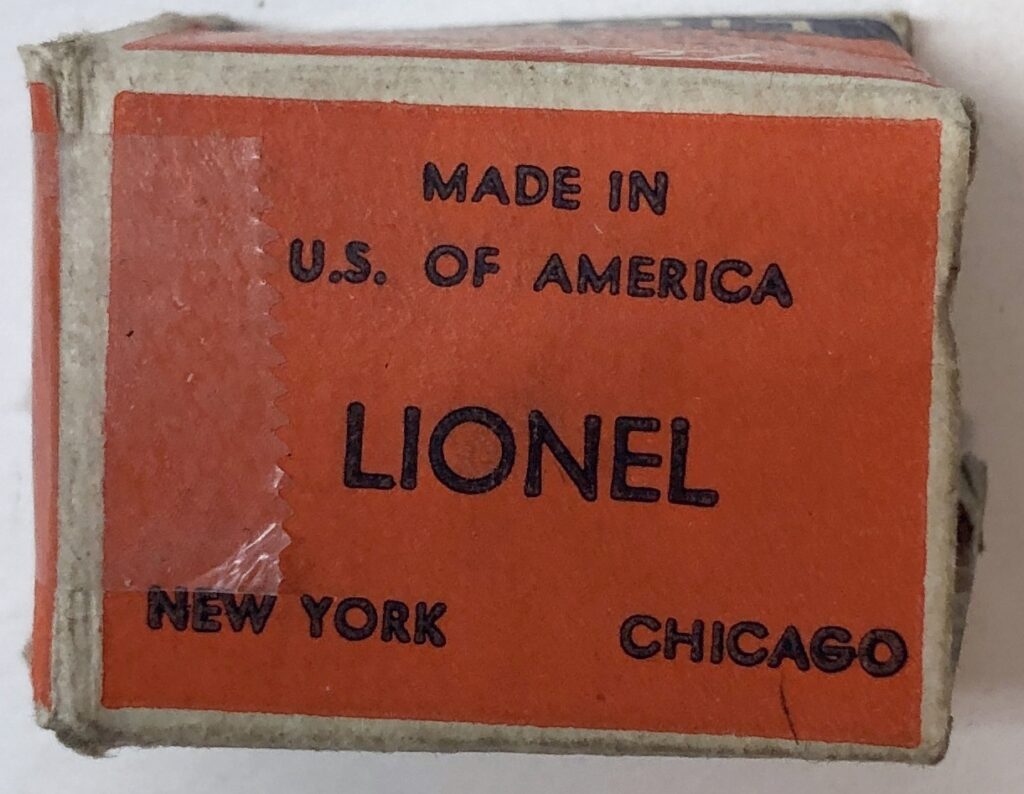 MADE IN
U.S. OF AMERICA
LIONEL
NEW YORK CHICAGO